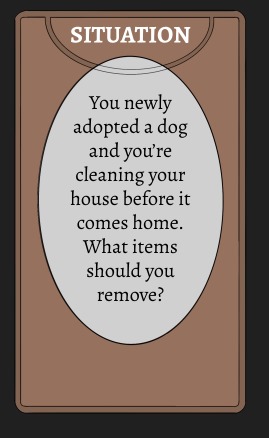 SITUATION
You newly
adopted a dog
and you're
cleaning your
house before it
comes home.
What items
should you
remove?